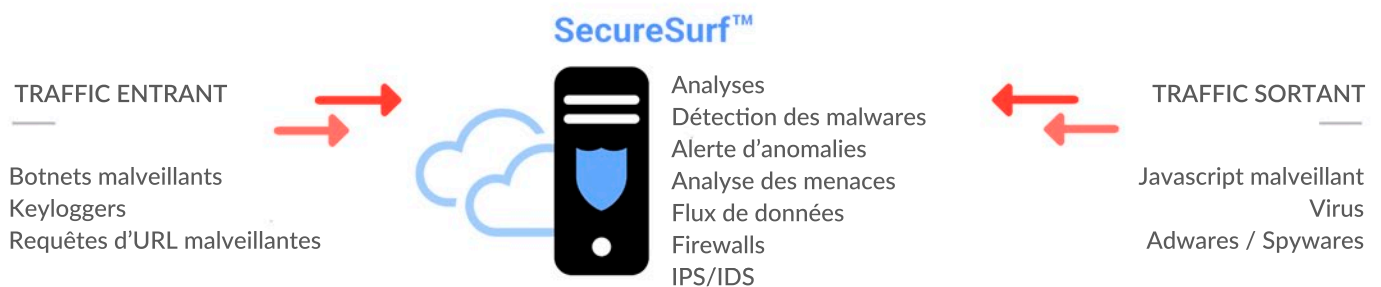 SecureSurf™
TRAFFIC ENTRANT
Botnets malveillants
Keyloggers
Requêtes d'URL malveillantes
Analyses
Détection des malwares
Alerte d'anomalies
Analyse des menaces
Flux de données
Firewalls
IPS/IDS
TRAFFIC SORTANT
Javascript malveillant
Virus
Adwares / Spywares